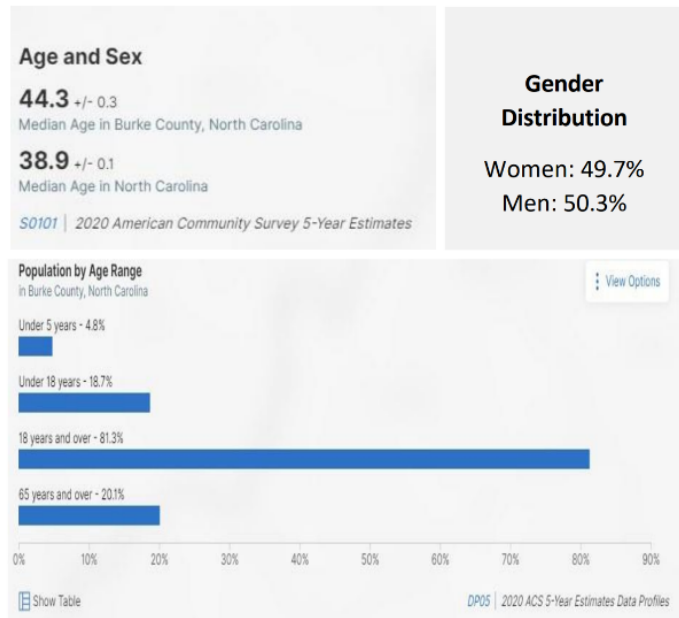 Age and Sex
44.3 +/- 0.3
Median Age in Burke County, North Carolina
38.9 +/- 0.1
Median Age in North Carolina
S0101 | 2020 American Community Survey 5-Year Estimates
Gender
Distribution
Women: 49.7%
Men: 50.3%
Population by Age Range
in Burke County, North Carolina
View Options
Under 5 years - 4.8%
Under 18 years - 18.7%
18 years and over - 81.3%
65 years and over - 20.1%
0% 10% 20% 30% 40% 50% 60% 70% 80% 90%
Show Table
DP05 | 2020 ACS 5-Year Estimates Data Profiles